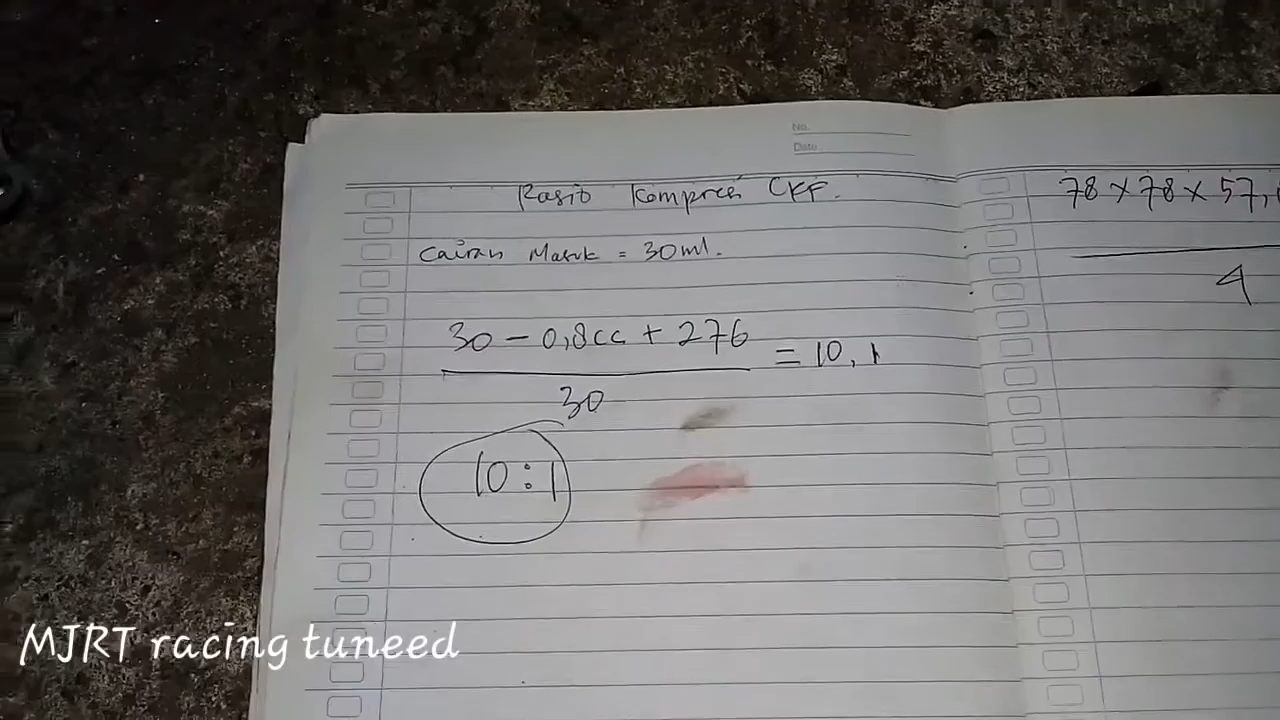 No.
Date
Rasio Kompresi CKF.
Cairan Masuk = 30ml.
30 - 0,8cc + 276
= 10,1
30
10:1
78 x 78 x 57,
4
MJRT racing tuneed